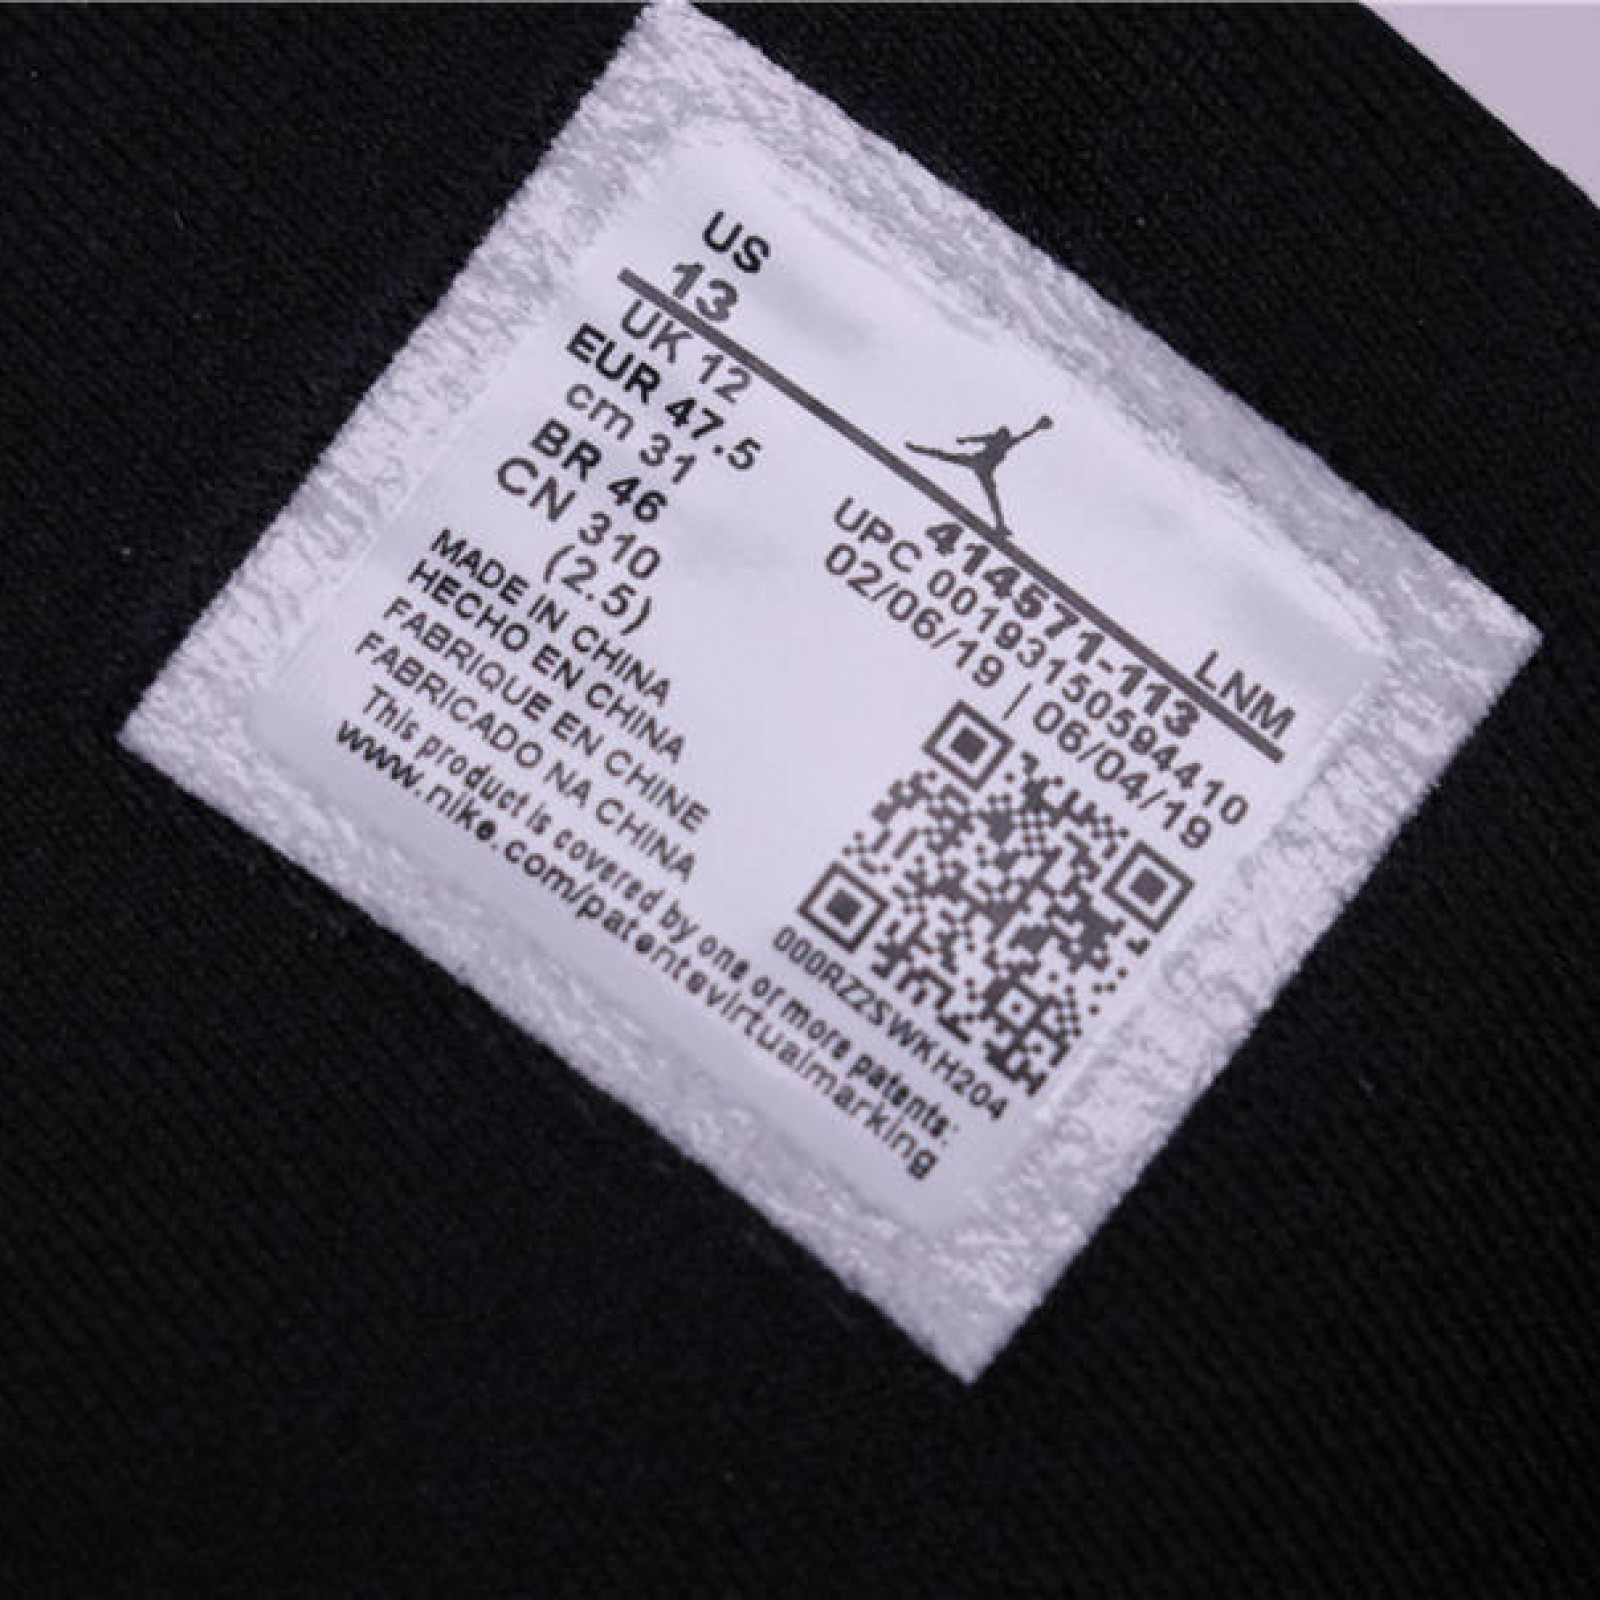 US
13
UK 12
EUR 47.5
cm 31
BR 46
CN 310
(2.5)
MADE IN CHINA
HECHO EN CHINA
FABRIQUE EN CHINE
FABRICADO NA CHINA
This product is covered by one or more patents:
www.nike.com/patentsvirtualmarking
LNM
414571-113
UPC 00193150594410
02/06/19 | 06/04/19
000RZZSWKH204